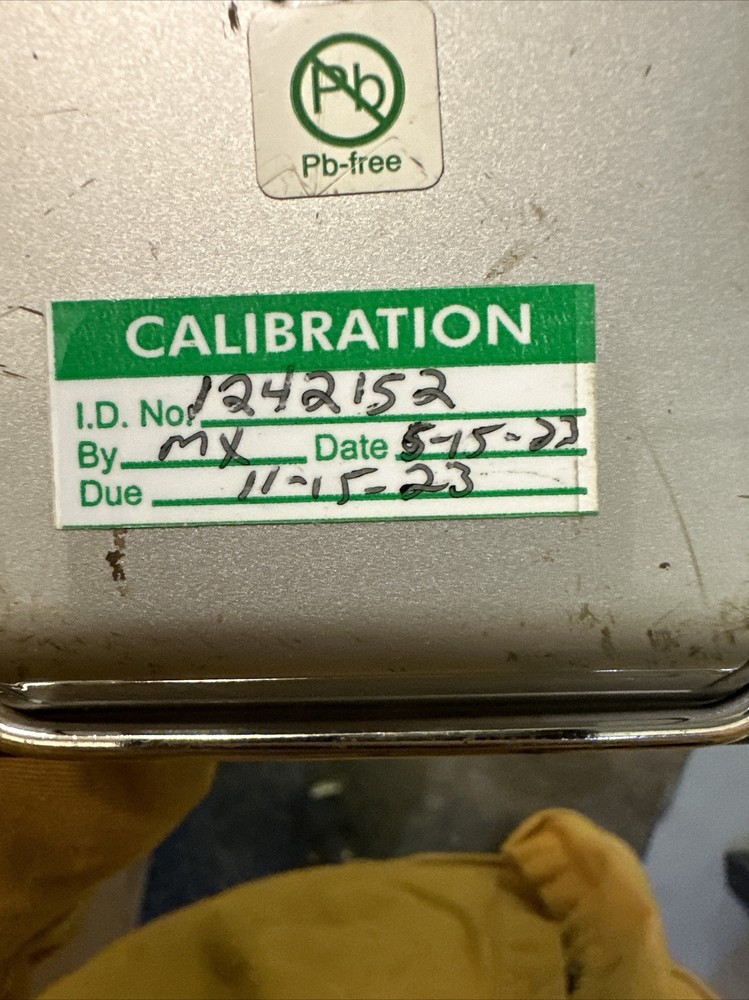 Pb
Pb-free
CALIBRATION
I.D. No. 1242152
By MX Date 5-15-23
Due 11-15-23